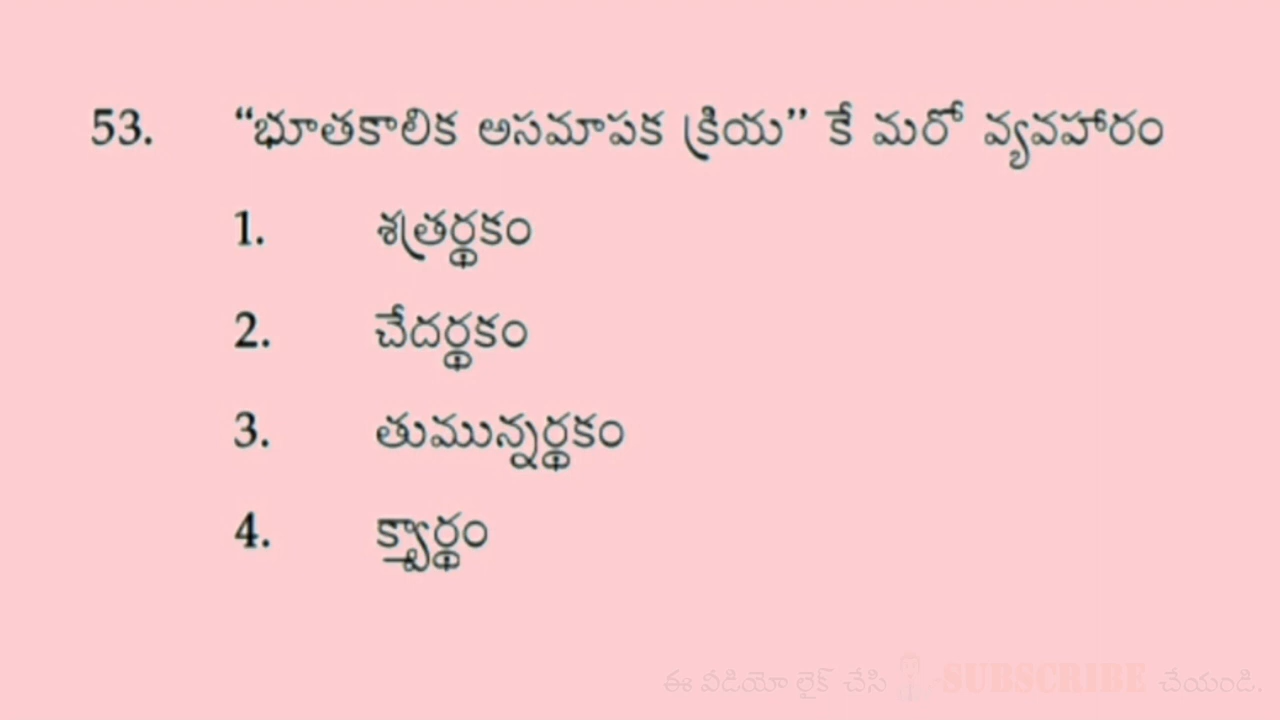 53. “భూతకాలిక అసమాపక క్రియ” కే మరో వ్యవహారం
1. శత్రర్థకం
2. చేదర్థకం
3. తుమున్నర్థకం
4. క్త్వార్థం
ఈ వీడియో లైక్ చేసి SUBSCRIBE చేయండి.